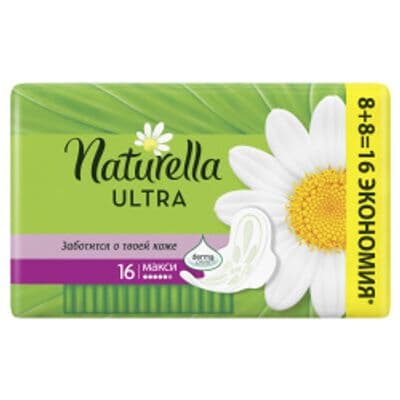 Naturella
ULTRA
Заботится о твоей коже
16 макси
8+8=16 ЭКОНОМИЯ*